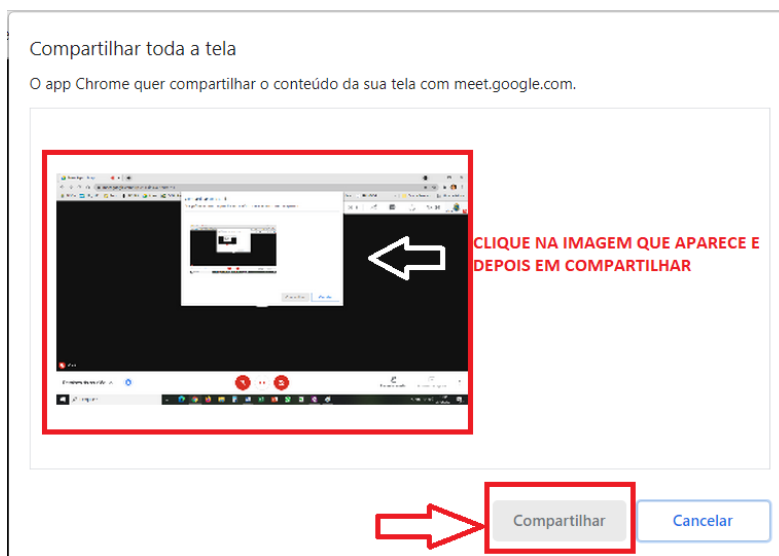 Compartilhar toda a tela
O app Chrome quer compartilhar o conteúdo da sua tela com meet.google.com.
CLIQUE NA IMAGEM QUE APARECE E
DEPOIS EM COMPARTILHAR
Compartilhar
Cancelar